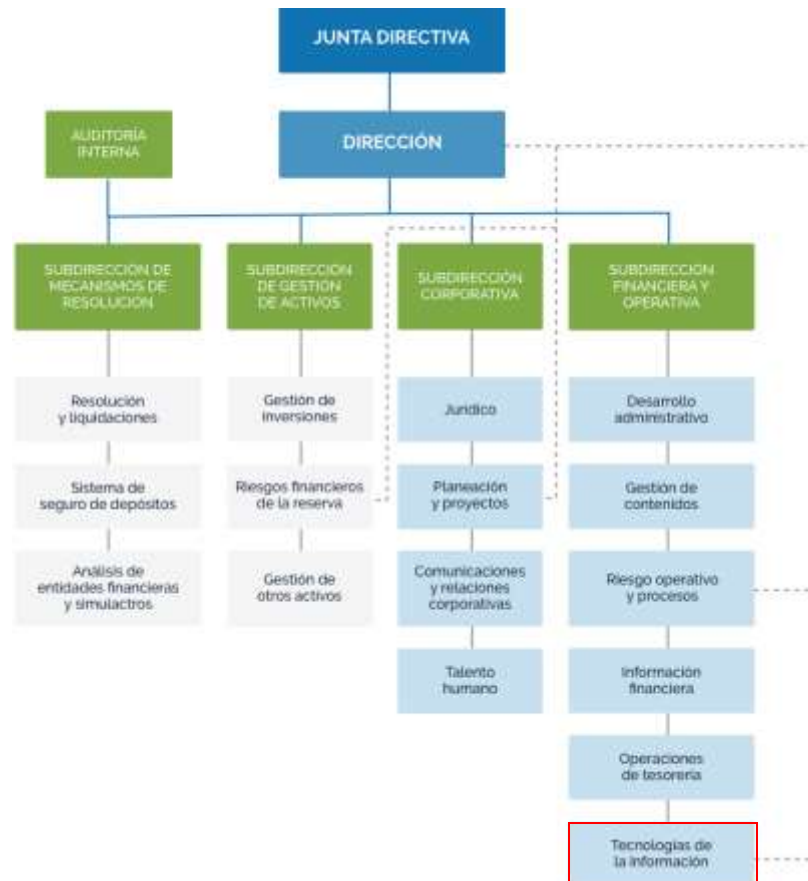 JUNTA DIRECTIVA
AUDITORÍA
INTERNA
DIRECCIÓN
SUBDIRECCIÓN DE
MECANISMOS DE
RESOLUCIÓN
SUBDIRECCIÓN
DE GESTIÓN
DE ACTIVOS
SUBDIRECCIÓN
CORPORATIVA
SUBDIRECCIÓN
FINANCIERA Y
OPERATIVA
Resolución
y liquidaciones
Gestión de
inversiones
Jurídico
Desarrollo
administrativo
Sistema de
seguro de depósitos
Riesgos financieros
de la reserva
Planeación
y proyectos
Gestión de
contenidos
Análisis de
entidades financieras
y simulactros
Gestión de
otros activos
Comunicaciones
y relaciones
corporativas
Riesgo operativo
y procesos
Talento
humano
Información
financiera
Operaciones
de tesorería
Tecnologías de
la información